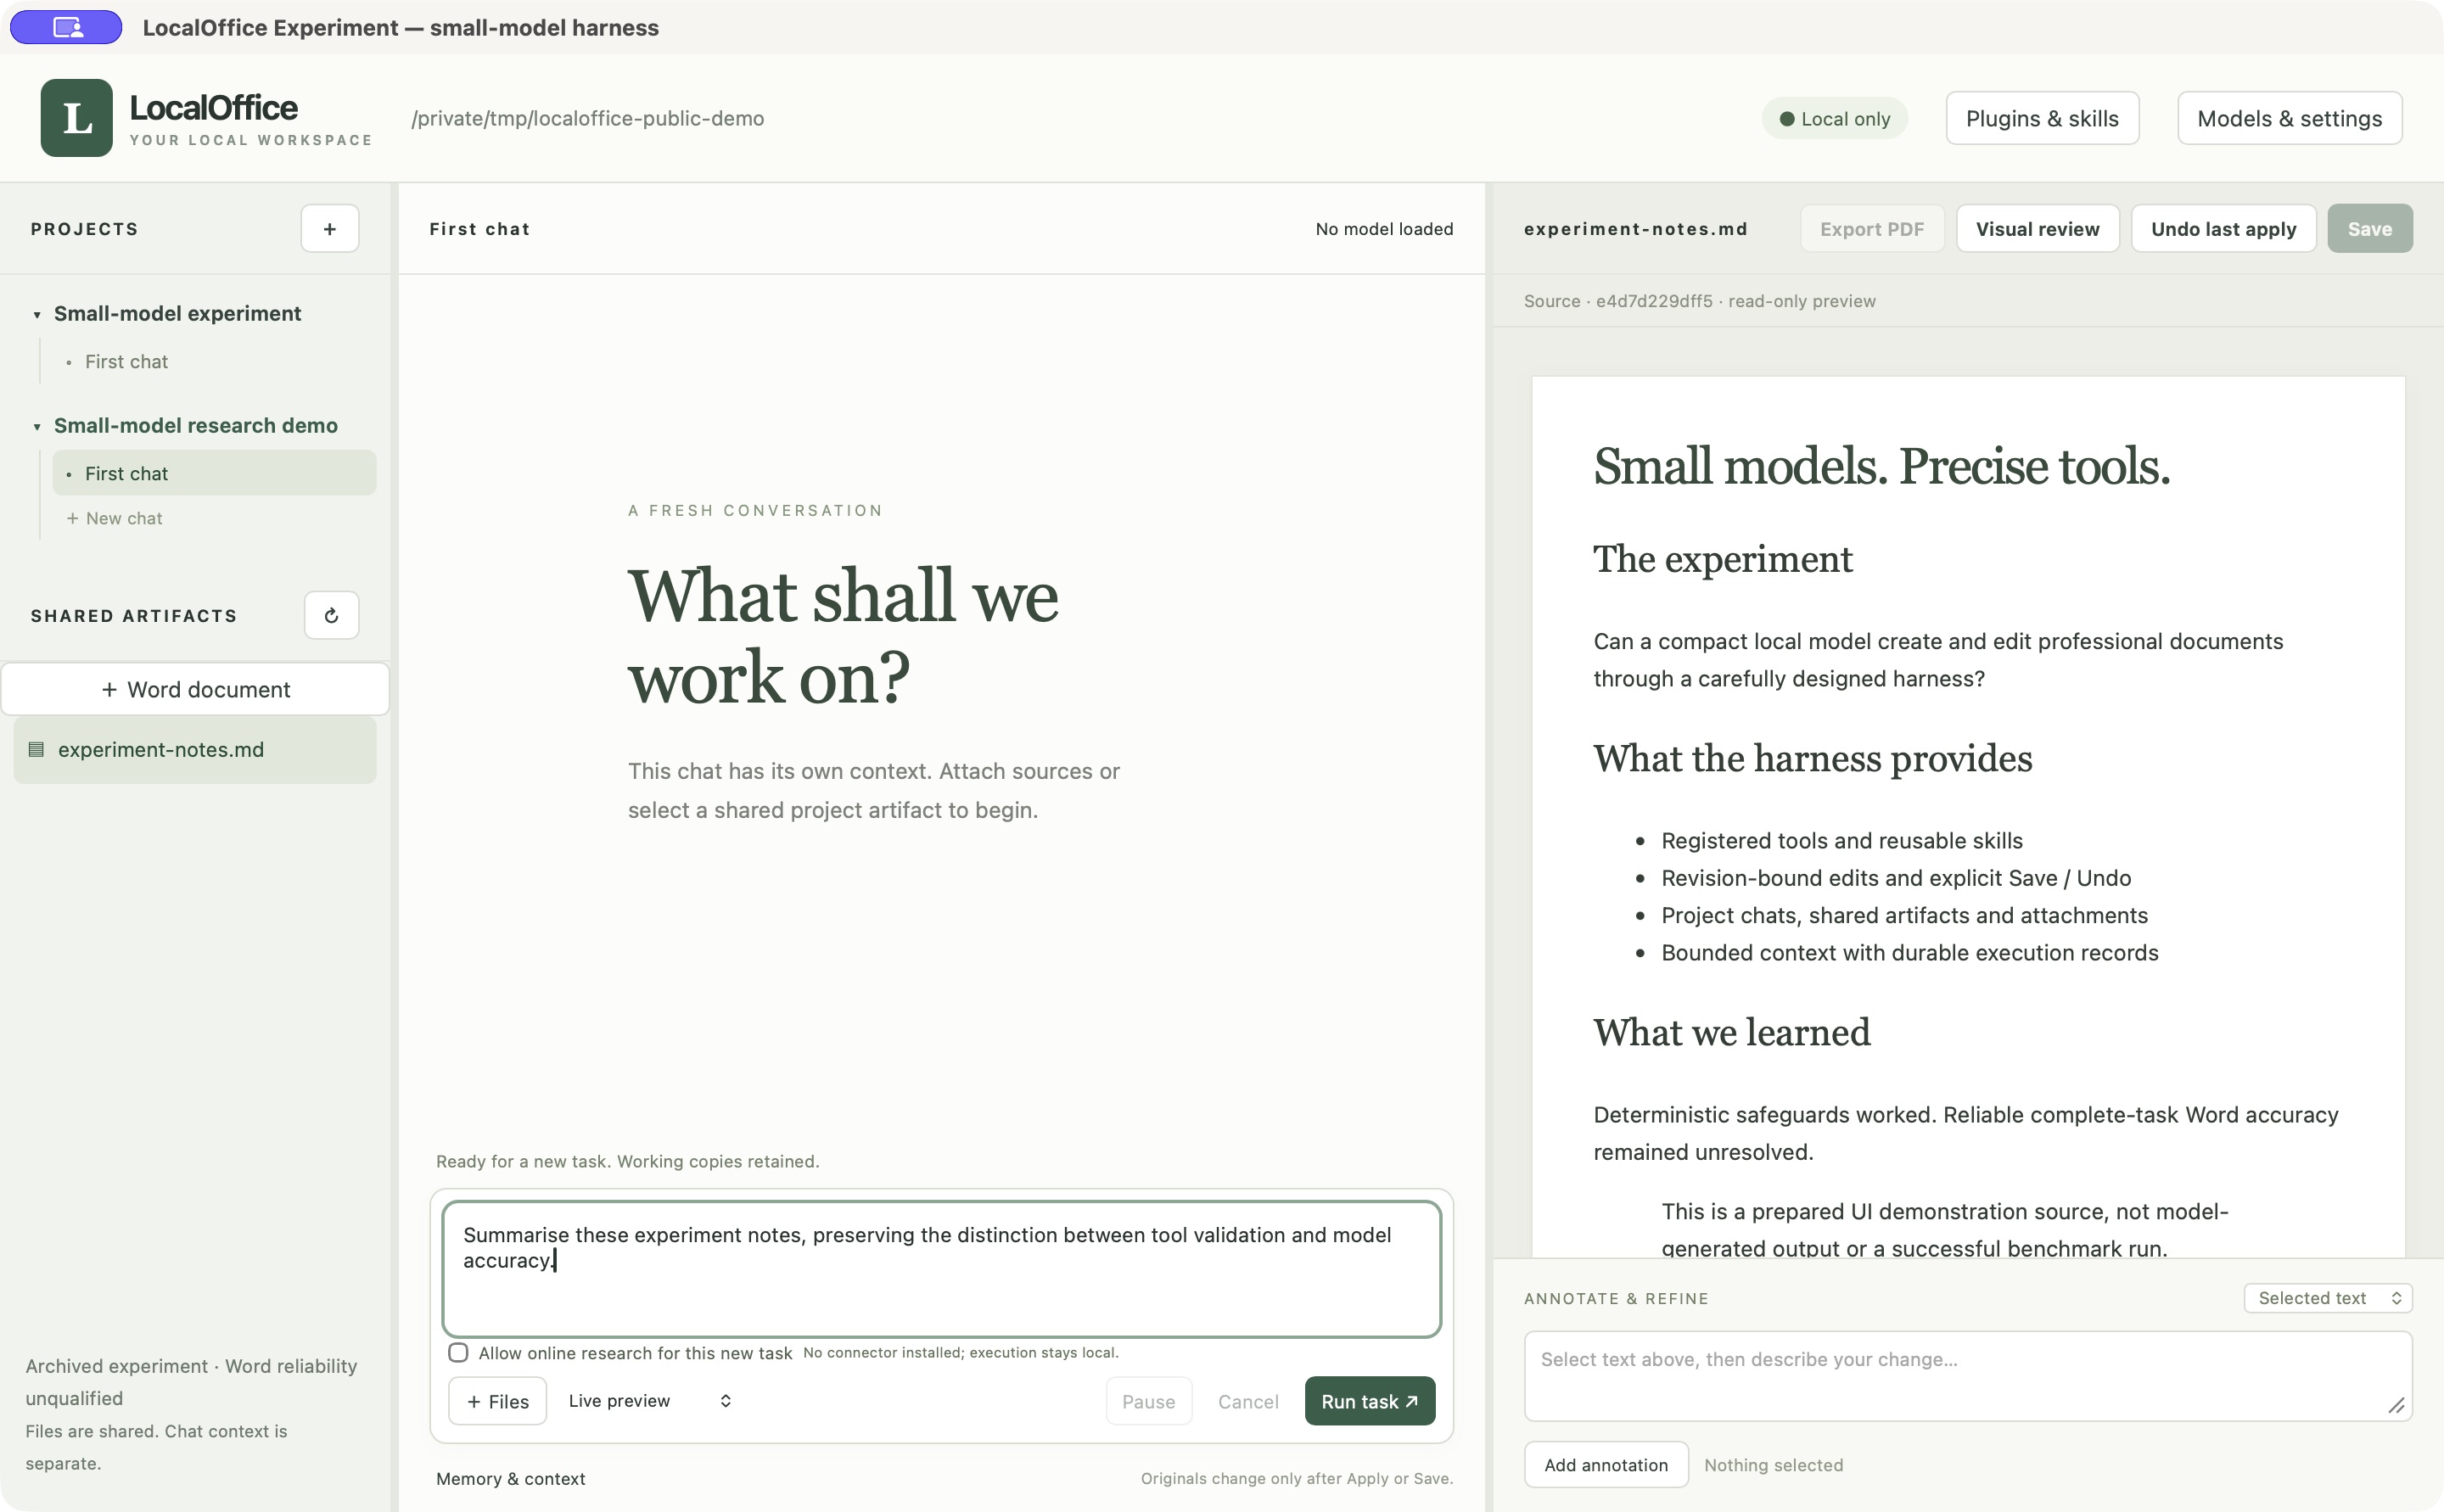 LocalOffice Experiment — small-model harness
L
LocalOffice
YOUR LOCAL WORKSPACE
/private/tmp/localoffice-public-demo
Local only
Plugins & skills
Models & settings
PROJECTS
+
Small-model experiment
First chat
Small-model research demo
First chat
+ New chat
SHARED ARTIFACTS
+ Word document
experiment-notes.md
Archived experiment · Word reliability
unqualified
Files are shared. Chat context is
separate.
First chat
No model loaded
A FRESH CONVERSATION
What shall we
work on?
This chat has its own context. Attach sources or
select a shared project artifact to begin.
Ready for a new task. Working copies retained.
Summarise these experiment notes, preserving the distinction between tool validation and model
accuracy.
Allow online research for this new task
No connector installed; execution stays local.
+ Files
Live preview
Pause
Cancel
Run task ↗
Memory & context
Originals change only after Apply or Save.
experiment-notes.md
Export PDF
Visual review
Undo last apply
Save
Source · e4d7d229dff5 · read-only preview
Small models. Precise tools.
The experiment
Can a compact local model create and edit professional documents
through a carefully designed harness?
What the harness provides
• Registered tools and reusable skills
• Revision-bound edits and explicit Save / Undo
• Project chats, shared artifacts and attachments
• Bounded context with durable execution records
What we learned
Deterministic safeguards worked. Reliable complete-task Word accuracy
remained unresolved.
This is a prepared UI demonstration source, not model-
generated output or a successful benchmark run.
ANNOTATE & REFINE
Selected text
Select text above, then describe your change...
Add annotation
Nothing selected